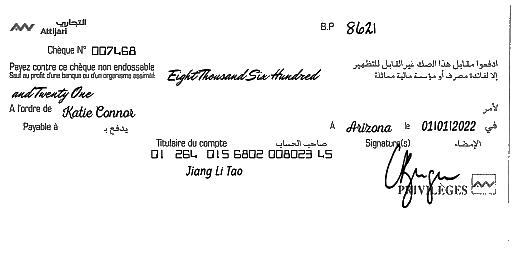 التجاري
Attijari
B.P 8621
Chèque N° 007468
Payez contre ce chèque non endossable
Sauf au profit d'une banque ou d'un organisme assimilé
Eight Thousand Six Hundred
ادفعوا مقابل هذا الصك غير القابل للتظهير
إلا لفائدة مصرف أو مؤسسة مالية مماثلة
and Twenty One
A l'ordre de Katie Connor
لأمر
Payable à
يدفع بـ
A Arizona le 01/01/2022 في
Titulaire du compte صاحب الحساب
Signature(s) الإمضاء
01 264 015 6802 008023 45
Jiang Li Tao
PRIVILÈGES